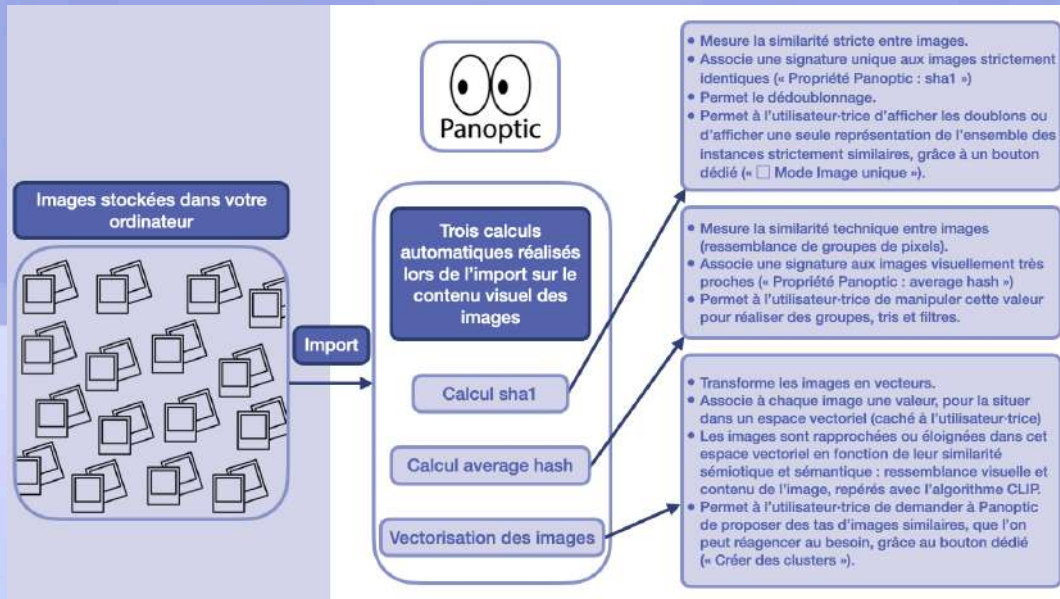 Images stockées dans votre
ordinateur
Import
Panoptic
Trois calculs
automatiques réalisés
lors de l'import sur le
contenu visuel des
images
Calcul sha1
Calcul average hash
Vectorisation des images
• Mesure la similarité stricte entre images.
• Associe une signature unique aux images strictement
identiques (« Propriété Panoptic : sha1 »)
• Permet le dédoublonnage.
• Permet à l'utilisateur·trice d'afficher les doublons ou
d'afficher une seule représentation de l'ensemble des
instances strictement similaires, grâce à un bouton
dédié (« ☐ Mode Image unique »).
• Mesure la similarité technique entre images
(ressemblance de groupes de pixels).
• Associe une signature aux images visuellement très
proches (« Propriété Panoptic : average hash »)
• Permet à l'utilisateur·trice de manipuler cette valeur
pour réaliser des groupes, tris et filtres.
• Transforme les images en vecteurs.
• Associe à chaque image une valeur, pour la situer
dans un espace vectoriel (caché à l'utilisateur·trice)
• Les images sont rapprochées ou éloignées dans cet
espace vectoriel en fonction de leur similarité
sémiotique et sémantique : ressemblance visuelle et
contenu de l'image, repérés avec l'algorithme CLIP.
• Permet à l'utilisateur·trice de demander à Panoptic
de proposer des tas d'images similaires, que l'on
peut réagencer au besoin, grâce au bouton dédié
(« Créer des clusters »).